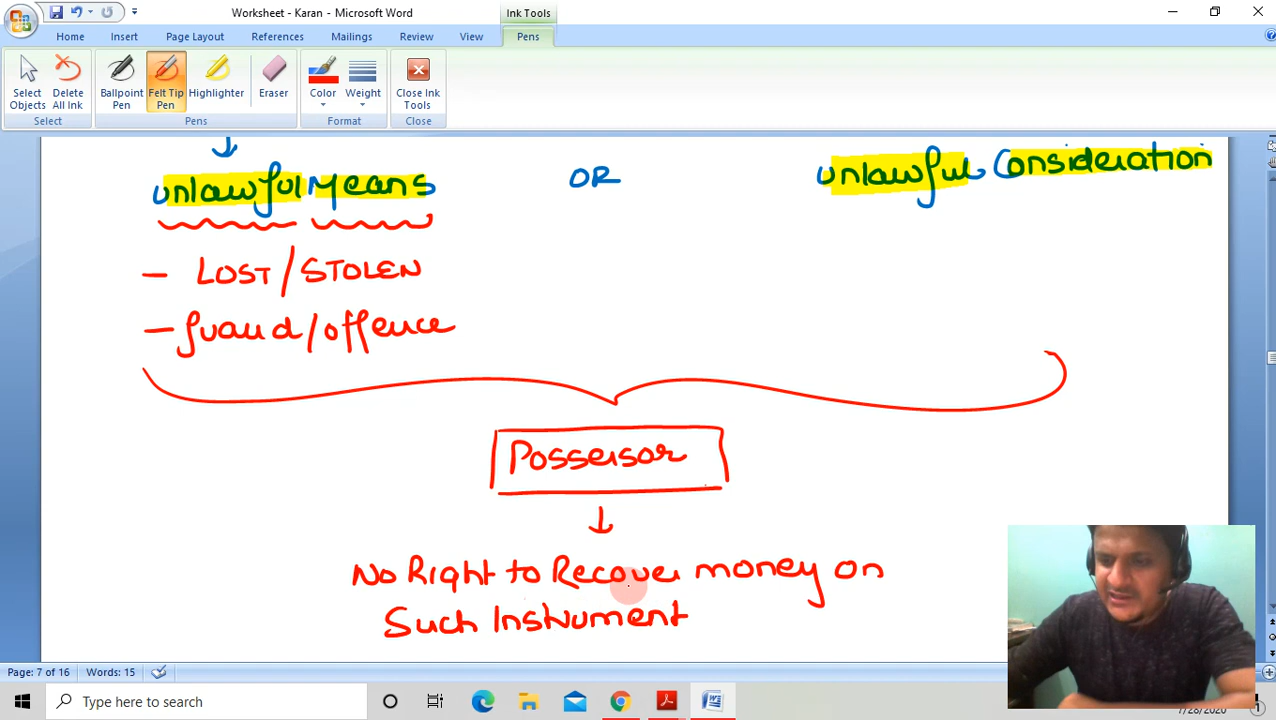 Worksheet - Karan - Microsoft Word
Ink Tools
Home Insert Page Layout References Mailings Review View Pens
Select Objects
Delete All Ink
Ballpoint Pen
Felt Tip Pen
Highlighter
Eraser
Color
Weight
Close Ink Tools
Select Pens Format Close
unlawful Means OR unlawful Consideration
- LOST/STOLEN
- fraud/offence
Possessor
No Right to Recover money on
Such Instrument
Page: 7 of 16 Words: 15
Type here to search
7/28/2020